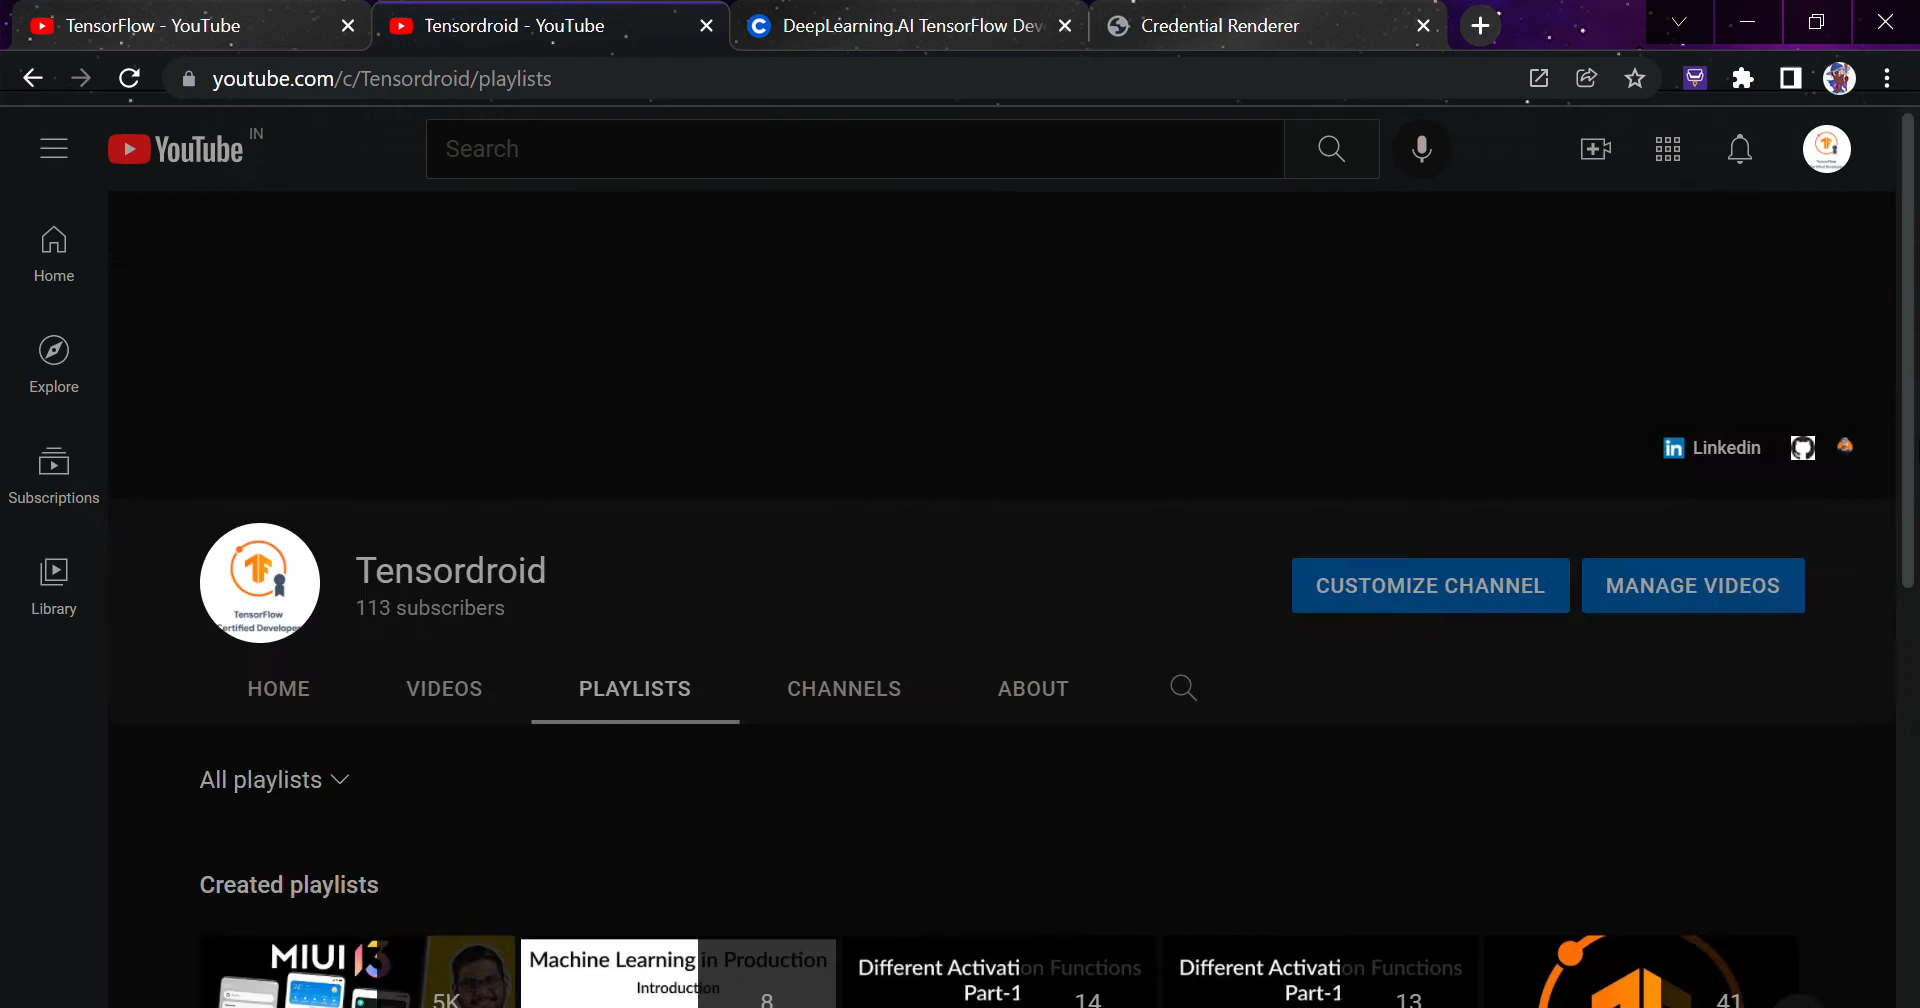 TensorFlow - YouTube
Tensordroid - YouTube
DeepLearning.AI TensorFlow Dev
Credential Renderer
youtube.com/c/Tensordroid/playlists
YouTube IN
Search
Home
Explore
Subscriptions
Library
Linkedin
TensorFlow
Certified Developer
Tensordroid
113 subscribers
CUSTOMIZE CHANNEL
MANAGE VIDEOS
HOME
VIDEOS
PLAYLISTS
CHANNELS
ABOUT
All playlists
Created playlists
MIUI 13
5K
Machine Learning in Production
Introduction
8
Different Activation Functions
Part-1
14
Different Activation Functions
Part-1
13
41